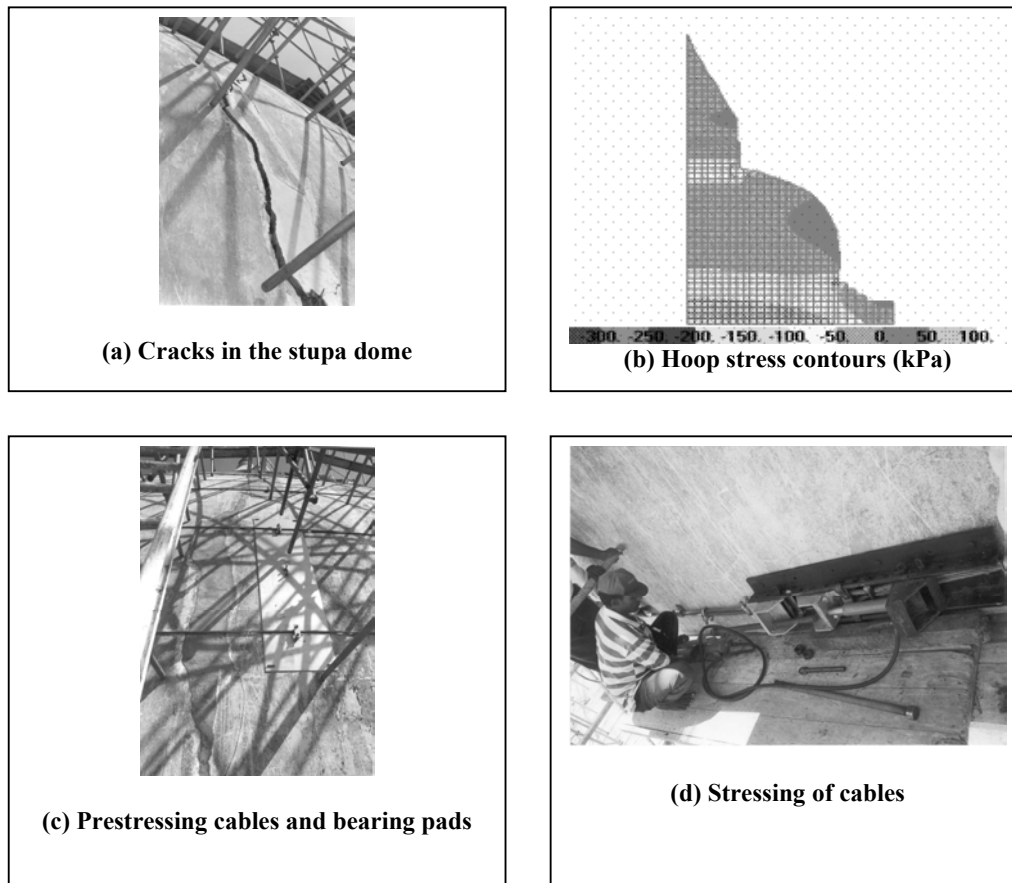 (a) Cracks in the stupa dome
-300. -250. -200. -150. -100. -50. 0. 50. 100.
(b) Hoop stress contours (kPa)
(c) Prestressing cables and bearing pads
(d) Stressing of cables